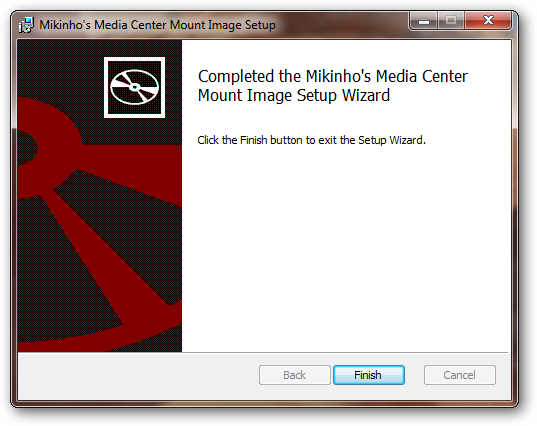 Mikinho's Media Center Mount Image Setup
Completed the Mikinho's Media Center
Mount Image Setup Wizard
Click the Finish button to exit the Setup Wizard.
Back
Finish
Cancel